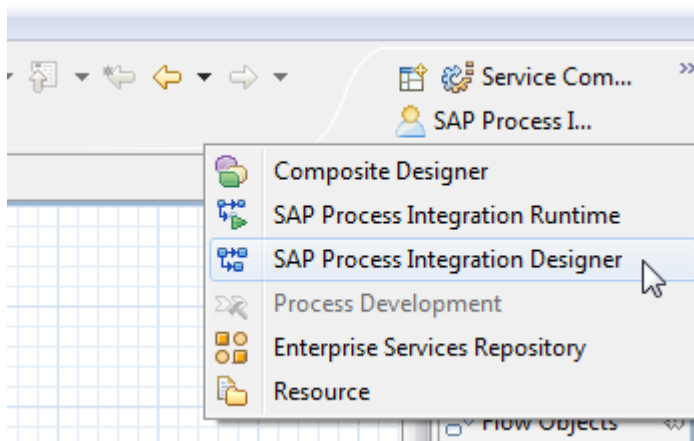 Service Com...
SAP Process I...
Composite Designer
SAP Process Integration Runtime
SAP Process Integration Designer
Process Development
Enterprise Services Repository
Resource
Flow Objects